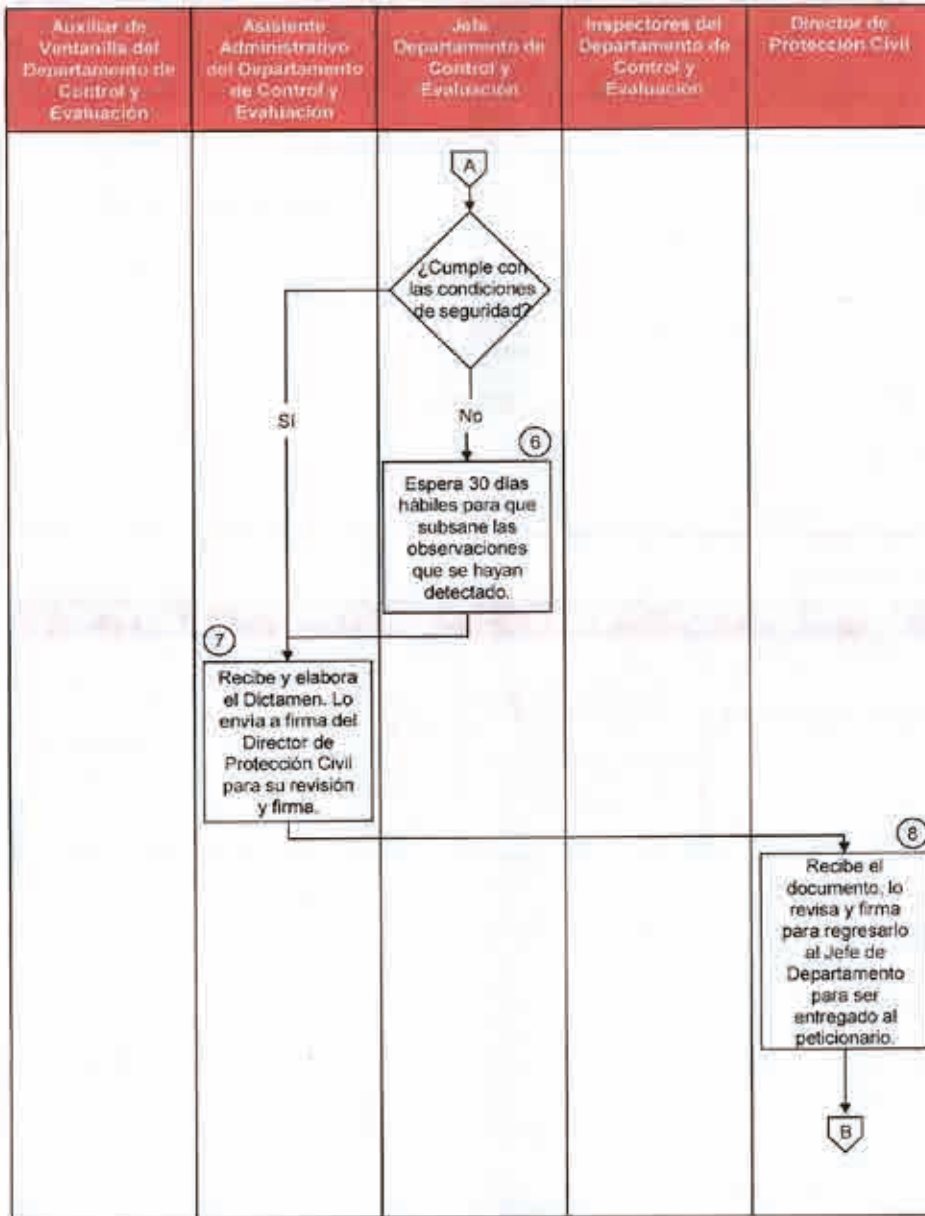 Auxiliar de
Ventanilla del
Departamento de
Control y
Evaluación
Asistente
Administrativo
del Departamento
de Control y
Evaluación
Jefe
Departamento de
Control y
Evaluación
Inspectores del
Departamento de
Control y
Evaluación
Director de
Protección Civil
A
¿Cumple con
las condiciones
de seguridad?
Sí
No
6
Espera 30 días
hábiles para que
subsane las
observaciones
que se hayan
detectado.
7
Recibe y elabora
el Dictamen. Lo
envía a firma del
Director de
Protección Civil
para su revisión
y firma.
8
Recibe el
documento, lo
revisa y firma
para regresarlo
al Jefe de
Departamento
para ser
entregado al
peticionario.
B